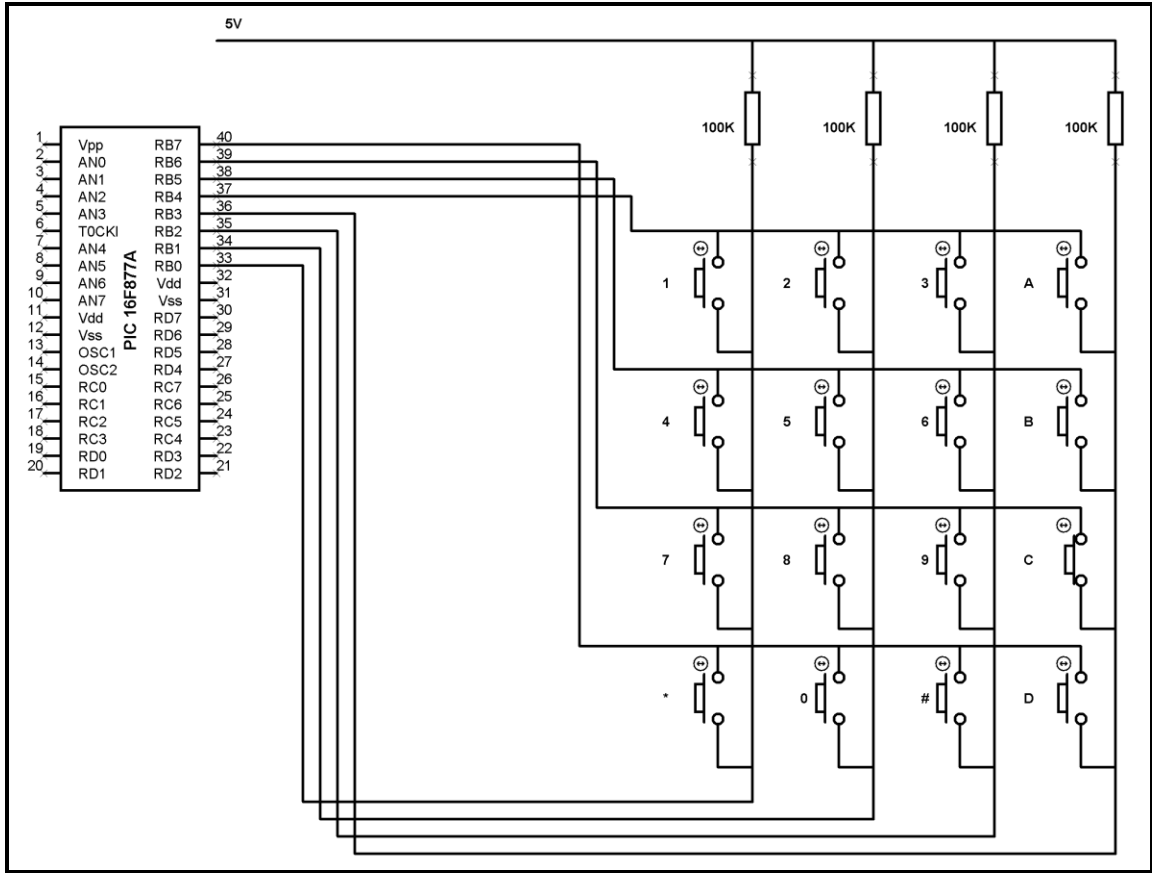 5V
100K 100K 100K 100K
1 Vpp RB7 40
2 AN0 RB6 39
3 AN1 RB5 38
4 AN2 RB4 37
5 AN3 RB3 36
6 T0CKI RB2 35
7 AN4 RB1 34
8 AN5 RB0 33
9 AN6 Vdd 32
10 AN7 Vss 31
11 Vdd RD7 30
12 Vss RD6 29
13 OSC1 RD5 28
14 OSC2 RD4 27
15 RC0 RC7 26
16 RC1 RC6 25
17 RC2 RC5 24
18 RC3 RC4 23
19 RD0 RD3 22
20 RD1 RD2 21
PIC 16F877A
1 2 3 A
4 5 6 B
7 8 9 C
* 0 # D